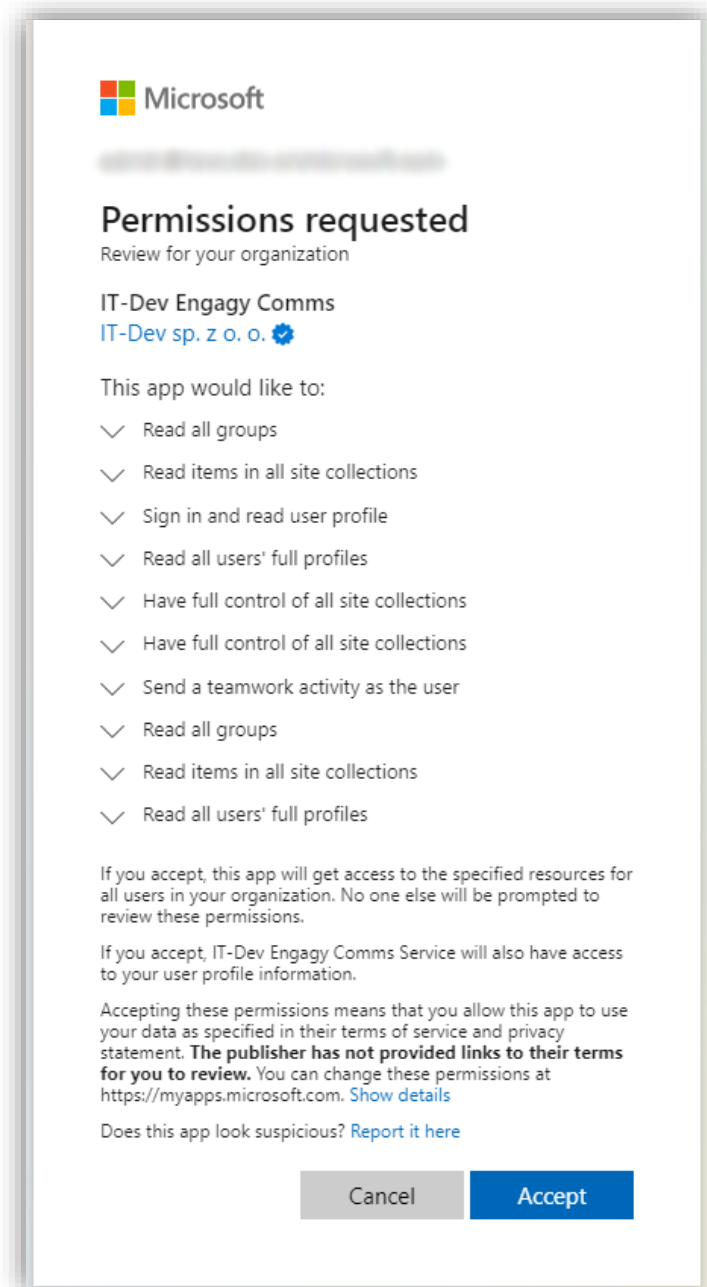 Microsoft
Permissions requested
Review for your organization
IT-Dev Engagy Comms
IT-Dev sp. z o. o.
This app would like to:
Read all groups
Read items in all site collections
Sign in and read user profile
Read all users' full profiles
Have full control of all site collections
Have full control of all site collections
Send a teamwork activity as the user
Read all groups
Read items in all site collections
Read all users' full profiles
If you accept, this app will get access to the specified resources for
all users in your organization. No one else will be prompted to
review these permissions.
If you accept, IT-Dev Engagy Comms Service will also have access
to your user profile information.
Accepting these permissions means that you allow this app to use
your data as specified in their terms of service and privacy
statement. The publisher has not provided links to their terms
for you to review. You can change these permissions at
https://myapps.microsoft.com. Show details
Does this app look suspicious? Report it here
Cancel
Accept